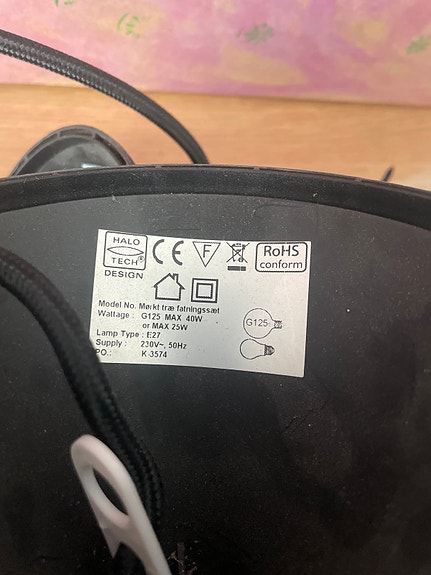 HALO
TECH®
DESIGN
CE
F
RoHS
conform
Model No. Mørkt træ fatningssæt
Wattage : G125 MAX 40W
or MAX 25W
Lamp Type : E27
Supply : 230V~, 50Hz
PO.: K-3574
G125